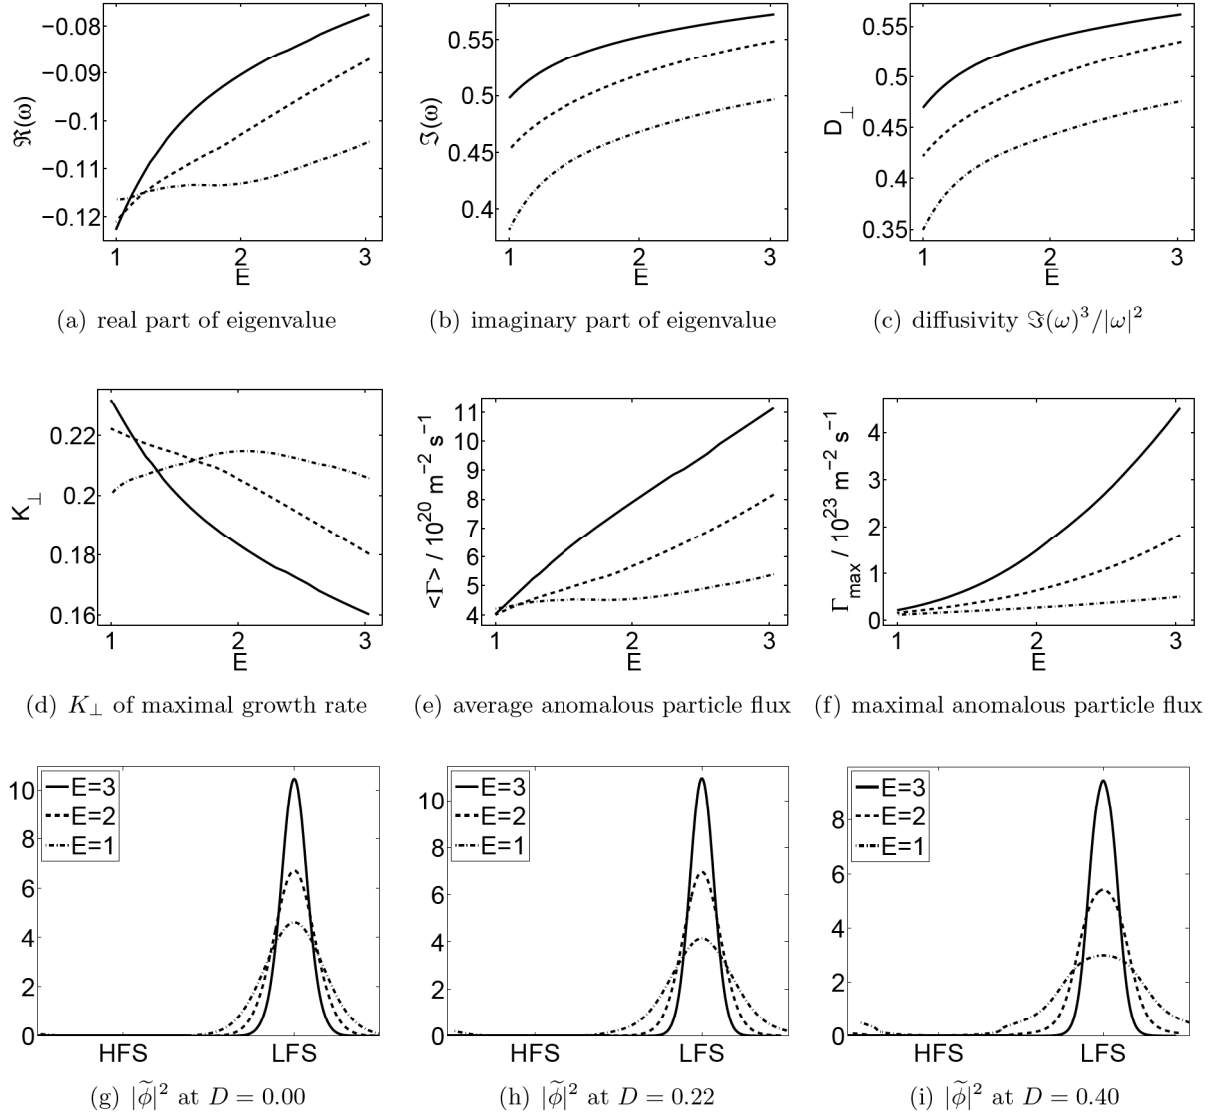 −0.08
−0.09
−0.1
−0.11
−0.12
ℜ(ω)
1
2
3
E
(a) real part of eigenvalue
0.55
0.5
0.45
0.4
ℑ(ω)
1
2
3
E
(b) imaginary part of eigenvalue
0.55
0.5
0.45
0.4
0.35
D⊥
1
2
3
E
(c) diffusivity ℑ(ω)³/|ω|²
0.22
0.2
0.18
0.16
K⊥
1
2
3
E
(d) K⊥ of maximal growth rate
11
10
9
8
7
6
5
4
<Γ> / 10²⁰ m⁻² s⁻¹
1
2
3
E
(e) average anomalous particle flux
4
3
2
1
0
Γmax / 10²³ m⁻² s⁻¹
1
2
3
E
(f) maximal anomalous particle flux
10
8
6
4
2
0
E=3
E=2
E=1
HFS LFS
(g) |ϕ̃|² at D = 0.00
10
8
6
4
2
0
E=3
E=2
E=1
HFS LFS
(h) |ϕ̃|² at D = 0.22
8
6
4
2
0
E=3
E=2
E=1
HFS LFS
(i) |ϕ̃|² at D = 0.40